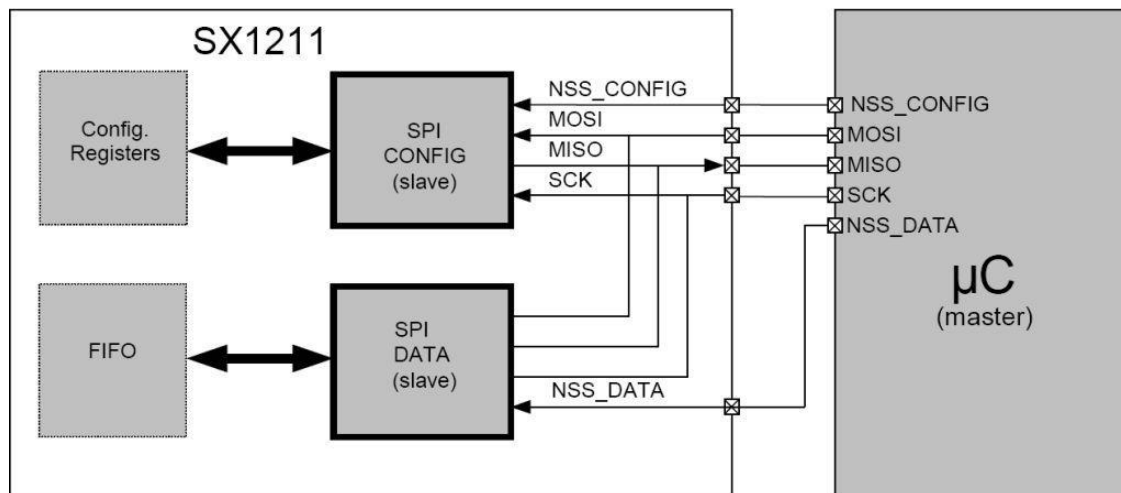 SX1211
Config.
Registers
SPI
CONFIG
(slave)
NSS_CONFIG
MOSI
MISO
SCK
NSS_CONFIG
MOSI
MISO
SCK
NSS_DATA
µC
(master)
FIFO
SPI
DATA
(slave)
NSS_DATA